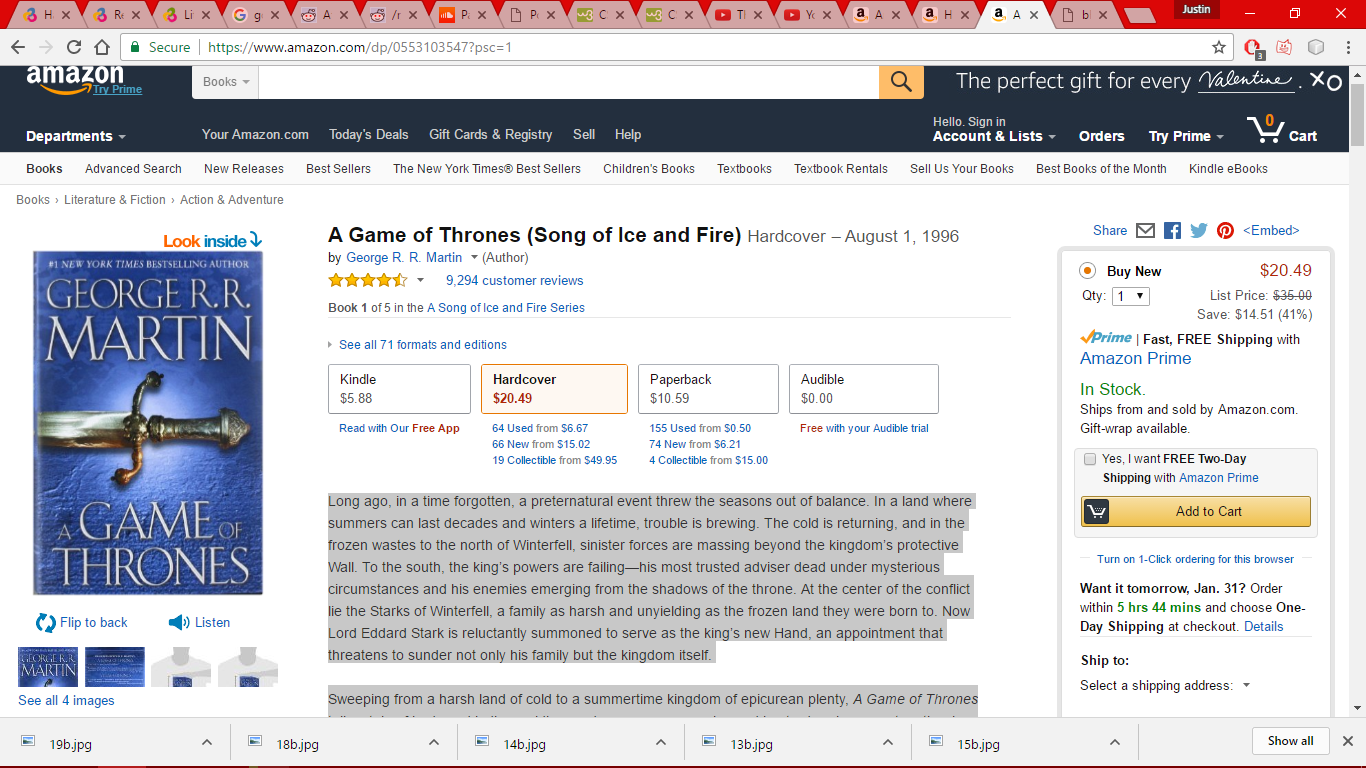 Justin
Secure
https://www.amazon.com/dp/0553103547?psc=1
3
amazon
Try Prime
Books
The perfect gift for every Valentine. XO
Departments
Your Amazon.com
Today's Deals
Gift Cards & Registry
Sell
Help
Hello. Sign in
Account & Lists
Orders
Try Prime
0
Cart
Books
Advanced Search
New Releases
Best Sellers
The New York Times® Best Sellers
Children's Books
Textbooks
Textbook Rentals
Sell Us Your Books
Best Books of the Month
Kindle eBooks
Books › Literature & Fiction › Action & Adventure
Look inside
#1 NEW YORK TIMES BESTSELLING AUTHOR
GEORGE R.R.
MARTIN
A GAME OF
THRONES
Flip to back
Listen
See all 4 images
A Game of Thrones (Song of Ice and Fire) Hardcover – August 1, 1996
by George R. R. Martin (Author)
9,294 customer reviews
Book 1 of 5 in the A Song of Ice and Fire Series
See all 71 formats and editions
Kindle
$5.88
Read with Our Free App
Hardcover
$20.49
64 Used from $6.67
66 New from $15.02
19 Collectible from $49.95
Paperback
$10.59
155 Used from $0.50
74 New from $6.21
4 Collectible from $15.00
Audible
$0.00
Free with your Audible trial
Long ago, in a time forgotten, a preternatural event threw the seasons out of balance. In a land where
summers can last decades and winters a lifetime, trouble is brewing. The cold is returning, and in the
frozen wastes to the north of Winterfell, sinister forces are massing beyond the kingdom's protective
Wall. To the south, the king's powers are failing—his most trusted adviser dead under mysterious
circumstances and his enemies emerging from the shadows of the throne. At the center of the conflict
lie the Starks of Winterfell, a family as harsh and unyielding as the frozen land they were born to. Now
Lord Eddard Stark is reluctantly summoned to serve as the king's new Hand, an appointment that
threatens to sunder not only his family but the kingdom itself.
Sweeping from a harsh land of cold to a summertime kingdom of epicurean plenty, A Game of Thrones
Share
<Embed>
Buy New
$20.49
Qty: 1
List Price: $35.00
Save: $14.51 (41%)
Prime | Fast, FREE Shipping with
Amazon Prime
In Stock.
Ships from and sold by Amazon.com.
Gift-wrap available.
Yes, I want FREE Two-Day
Shipping with Amazon Prime
Add to Cart
Turn on 1-Click ordering for this browser
Want it tomorrow, Jan. 31? Order
within 5 hrs 44 mins and choose One-
Day Shipping at checkout. Details
Ship to:
Select a shipping address:
19b.jpg
18b.jpg
14b.jpg
13b.jpg
15b.jpg
Show all